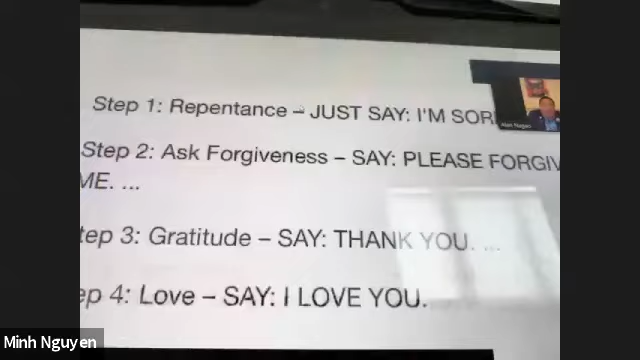 Step 1: Repentance – JUST SAY: I'M SOR
Step 2: Ask Forgiveness – SAY: PLEASE FORGIV
ME. ...
tep 3: Gratitude – SAY: THANK YOU. ...
ep 4: Love – SAY: I LOVE YOU.
Minh Nguyen